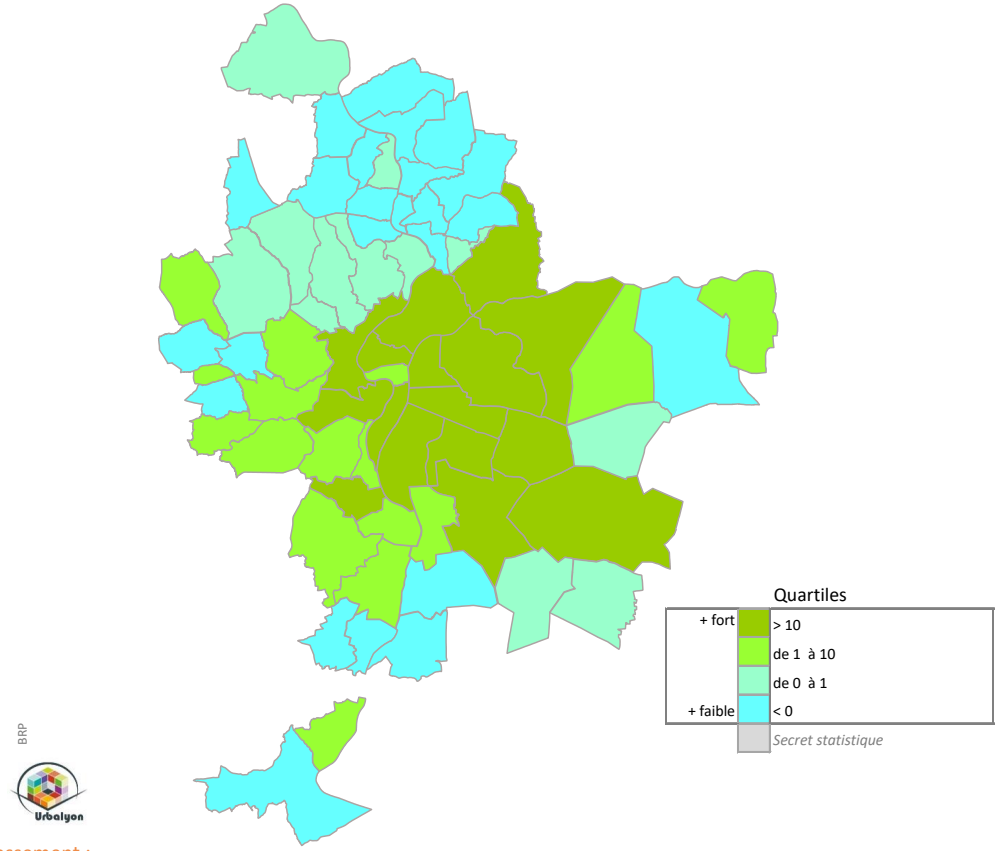 Quartiles
+ fort > 10
de 1 à 10
de 0 à 1
+ faible < 0
Secret statistique
BRP
Urbalyon